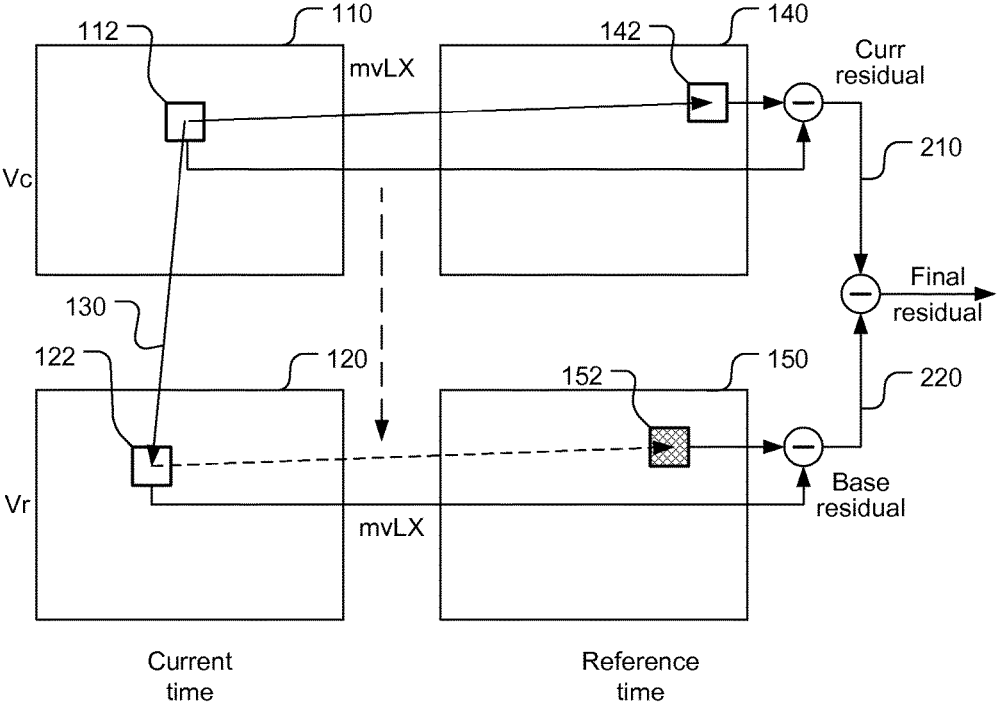 110
140
112
142
mvLX
Curr
residual
Vc
210
Final
residual
130
122
120
150
152
220
Vr
mvLX
Base
residual
Current
time
Reference
time